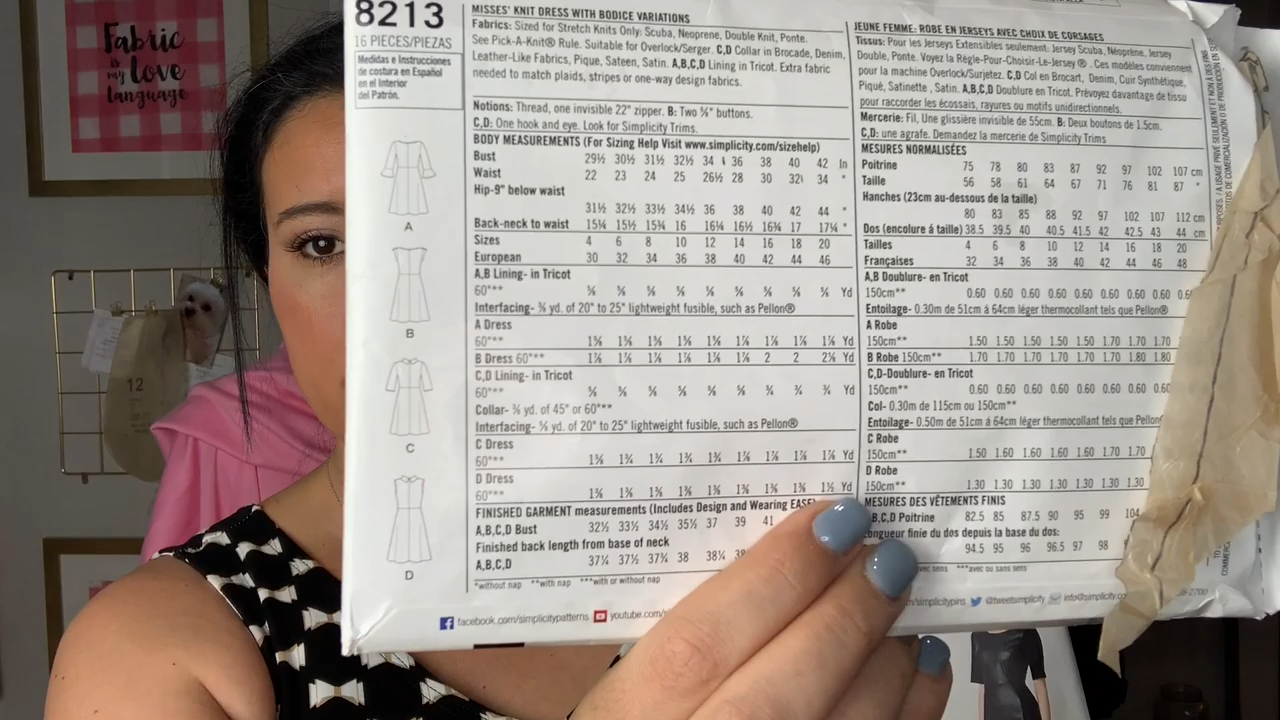 Fabric
is my Love
language
12
8213
16 PIECES/PIEZAS
Medidas e Instrucciones
de costura en Español
en el Interior
del Patrón.
A
B
C
D
MISSES' KNIT DRESS WITH BODICE VARIATIONS
Fabrics: Sized for Stretch Knits Only: Scuba, Neoprene, Double Knit, Ponte.
See Pick-A-Knit® Rule. Suitable for Overlock/Serger. C,D Collar in Brocade, Denim,
Leather-Like Fabrics, Pique, Sateen, Satin. A,B,C,D Lining in Tricot. Extra fabric
needed to match plaids, stripes or one-way design fabrics.
Notions: Thread, one invisible 22" zipper. B: Two ⅝" buttons.
C,D: One hook and eye. Look for Simplicity Trims.
BODY MEASUREMENTS (For Sizing Help Visit www.simplicity.com/sizehelp)
Bust 29½ 30½ 31½ 32½ 34 36 38 40 42 In
Waist 22 23 24 25 26½ 28 30 32 34 "
Hip-9" below waist
31½ 32½ 33½ 34½ 36 38 40 42 44 "
Back-neck to waist 15¼ 15½ 15¾ 16 16¼ 16½ 16¾ 17 17¼ "
Sizes 4 6 8 10 12 14 16 18 20
European 30 32 34 36 38 40 42 44 46
A,B Lining- in Tricot
60"*** ⅝ ⅝ ⅝ ⅝ ⅝ ⅝ ⅝ ⅝ ⅝ Yd
Interfacing- ⅜ yd. of 20" to 25" lightweight fusible, such as Pellon®
A Dress
60"*** Yd
B Dress 60"*** 1⅞ 1⅞ 1⅞ 1⅞ 1⅞ 1⅞ 2 2 Yd
C,D Lining- in Tricot
60"*** Yd
Collar- ⅜ yd. of 45" or 60"***
Interfacing- ⅝ yd. of 20" to 25" lightweight fusible, such as Pellon®
C Dress
60"*** Yd
D Dress
60"*** 1½ Yd
FINISHED GARMENT measurements (Includes Design and Wearing EASE)
A,B,C,D Bust 32½ 33½ 34½ 35½ 37 39 41
Finished back length from base of neck
A,B,C,D 37¼ 37½ 37¾ 38 38¼
*without nap **with nap ***with or without nap
facebook.com/simplicitypatterns youtube.com/
JEUNE FEMME: ROBE EN JERSEYS AVEC CHOIX DE CORSAGES
Tissus: Pour les Jerseys Extensibles seulement: Jersey Scuba, Néoprène, Jersey
Double, Ponte. Voyez la Règle-Pour-Choisir-Le-Jersey®. Ces modèles conviennent
pour la machine Overlock/Surjetez. C,D Col en Brocart, Denim, Cuir Synthétique,
Piqué, Satinette, Satin. A,B,C,D Doublure en Tricot. Prévoyez davantage de tissu
pour raccorder les écossais, rayures ou motifs unidirectionnels.
Mercerie: Fil, Une glissière invisible de 55cm. B: Deux boutons de 1.5cm.
C,D: une agrafe. Demandez la mercerie de Simplicity Trims
MESURES NORMALISÉES
Poitrine 75 78 80 83 87 92 97 102 107 cm
Taille 56 58 61 64 67 71 76 81 87 "
Hanches (23cm au-dessous de la taille)
80 83 85 88 92 97 102 107 112 cm
Dos (encolure á taille) 38.5 39.5 40 40.5 41.5 42 42.5 43 44 cm
Tailles 4 6 8 10 12 14 16 18 20
Françaises 32 34 36 38 40 42 44 46 48
A,B Doublure- en Tricot
150cm** 0.60 0.60 0.60 0.60 0.60 0.60 0.60 0.60
Entoilage- 0.30m de 51cm à 64cm léger thermocollant tels que Pellon®
A Robe
150cm** 1.50 1.50 1.50 1.50 1.50 1.70 1.70
B Robe 150cm** 1.70 1.70 1.70 1.70 1.70 1.80 1.80
C,D-Doublure- en Tricot
150cm** 0.60 0.60 0.60 0.60 0.60 0.60 0.60
Col- 0.30m de 115cm ou 150cm**
Entoilage- 0.50m de 51cm à 64cm léger thermocollant tels que Pellon
C Robe
150cm** 1.50 1.60 1.60 1.60 1.60 1.70 1.70
D Robe
150cm** 1.30 1.30 1.30 1.30 1.30 1.30
MESURES DES VÊTEMENTS FINIS
B,C,D Poitrine 82.5 85 87.5 90 95 99 104
Longueur finie du dos depuis la base du dos:
94.5 95 96 96.5 97 98
avec sens ***avec ou sans sens
/simplicitypins @tweetsimplicity info@simplicity.co